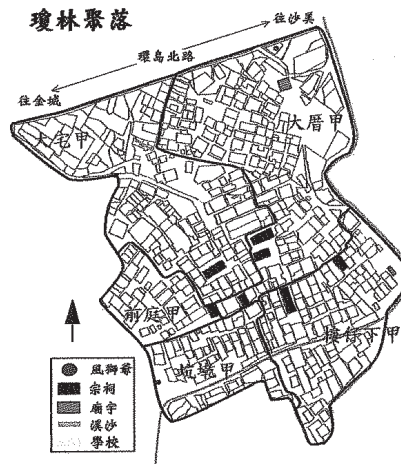 瓊林聚落
往沙美
環島北路
往金城
大宅甲
大厝甲
前庭甲
樓仔下甲
坑墘甲
風獅爺
宗祠
廟宇
溪沙
學校